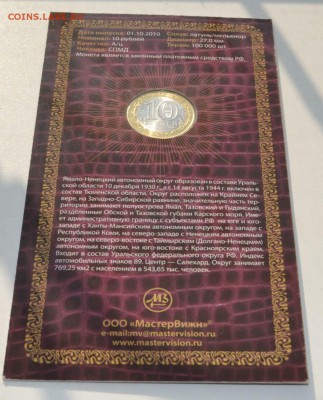 COINS.SU
Дата выпуска: 01.10.2010 Сплав: латунь/мельхиор
Номинал: 10 рублей Диаметр: 27.0 мм
Качество: АЦ Тираж: 100 000 шт
Чеканка: СПМД
Монета является законным платежным средством РФ.
10
Ямало-Ненецкий автономный округ образован в составе Ураль-
ской области 10 декабря 1930 г., а с 14 августа 1944 г. включен в
состав Тюменской области. Округ расположен на Крайнем Севе-
ре, на Западно-Сибирской равнине, значительную часть тер-
ритории занимают полуострова Ямал, Тазовский и Гыданский,
разделенные Обской и Тазовской губами Карского моря. Име-
ет административную границу с субъектами РФ: на юге и юго-
западе с Ханты-Мансийским автономным округом, на западе с
Республикой Коми, на северо-западе с Ненецким автономным
округом, на северо-востоке с Таймырским (Долгано-Ненецким)
автономным округом, на юго-востоке с Красноярским краем.
Входит в состав Уральского федерального округа РФ. Индекс
автомобильных знаков 89. Центр — Салехард. Округ занимает
769,25 км2 с населением в 543,65 тыс. человек.
МВ
ООО «МастерВижн»
e-mail:mv@mastervision.ru
www.mastervision.ru